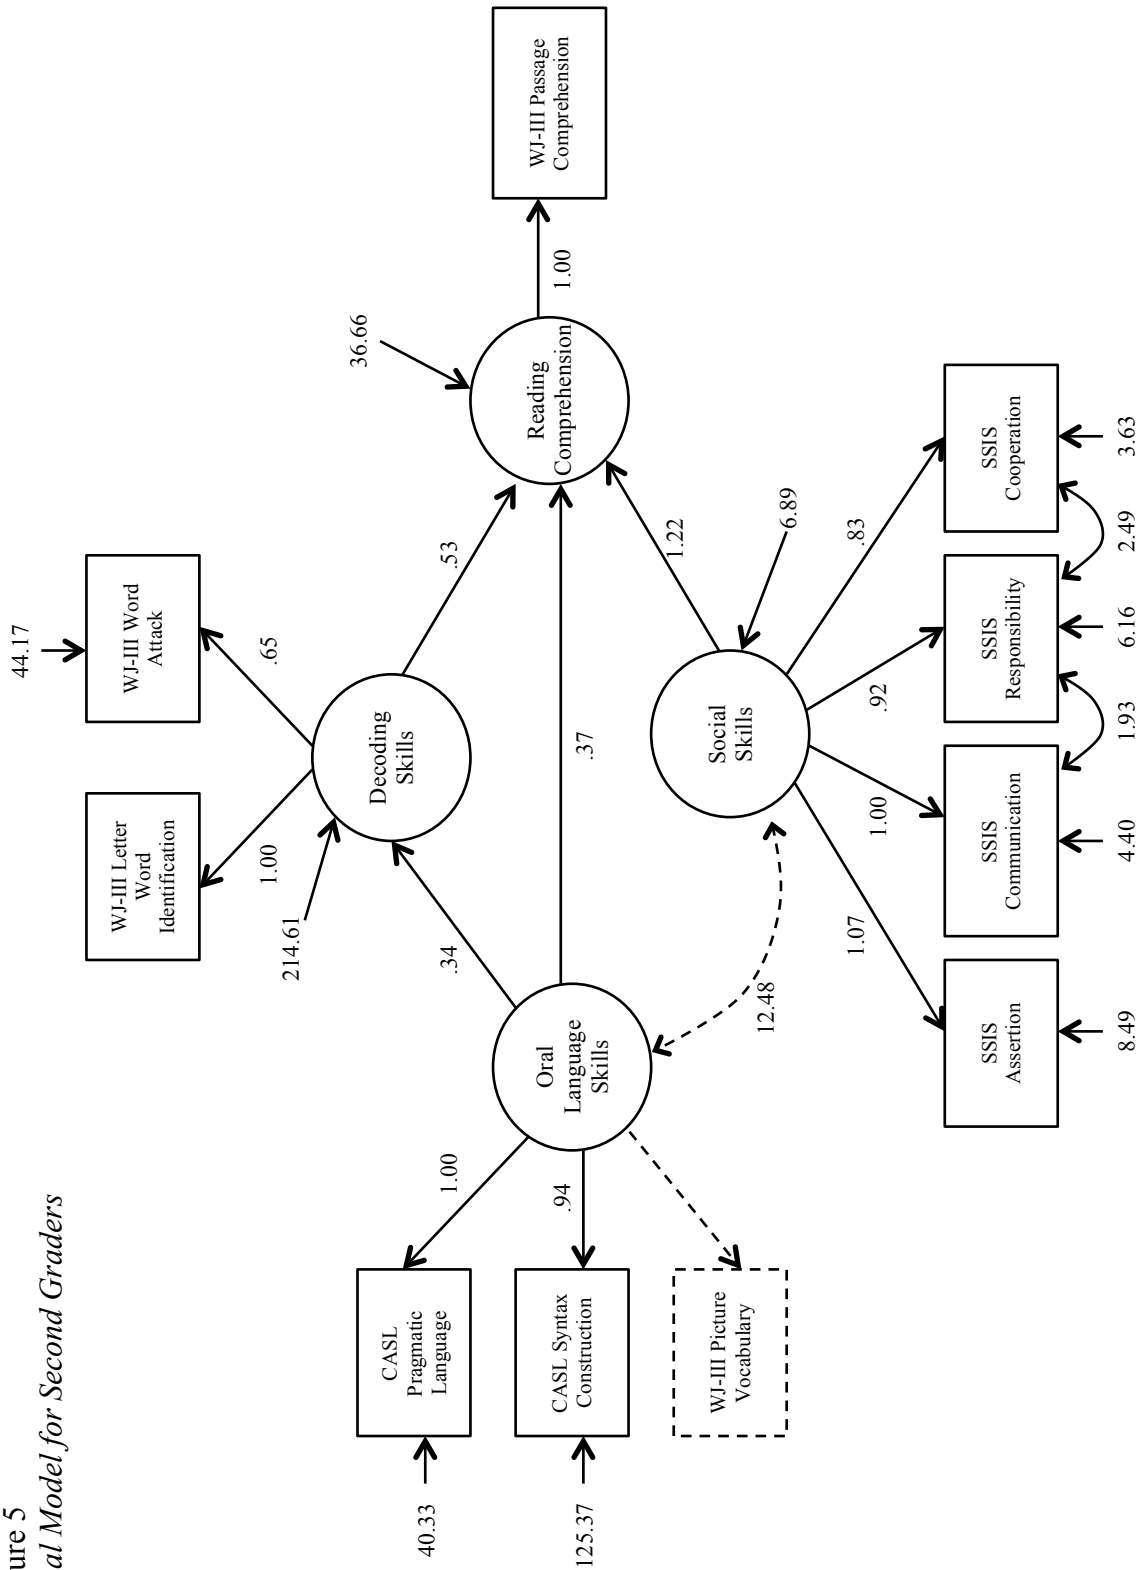 ure 5
al Model for Second Graders
40.33
125.37
CASL
Pragmatic
Language
CASL Syntax
Construction
WJ-III Picture
Vocabulary
1.00
.94
Oral
Language
Skills
12.48
.34
.37
214.61
WJ-III Letter
Word
Identification
1.00
44.17
WJ-III Word
Attack
.65
Decoding
Skills
.53
Social
Skills
6.89
1.22
36.66
Reading
Comprehension
1.00
WJ-III Passage
Comprehension
1.07
1.00
.92
.83
SSIS
Assertion
SSIS
Communication
SSIS
Responsibility
SSIS
Cooperation
8.49
4.40
1.93
6.16
2.49
3.63